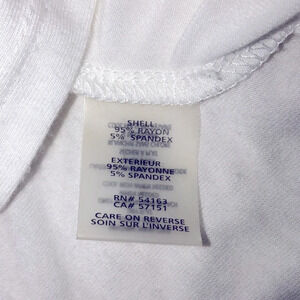 SHELL
95% RAYON
5% SPANDEX
EXTERIEUR
95% RAYONNE
5% SPANDEX
RN# 54163
CA# 57151
CARE ON REVERSE
SOIN SUR L'INVERSE